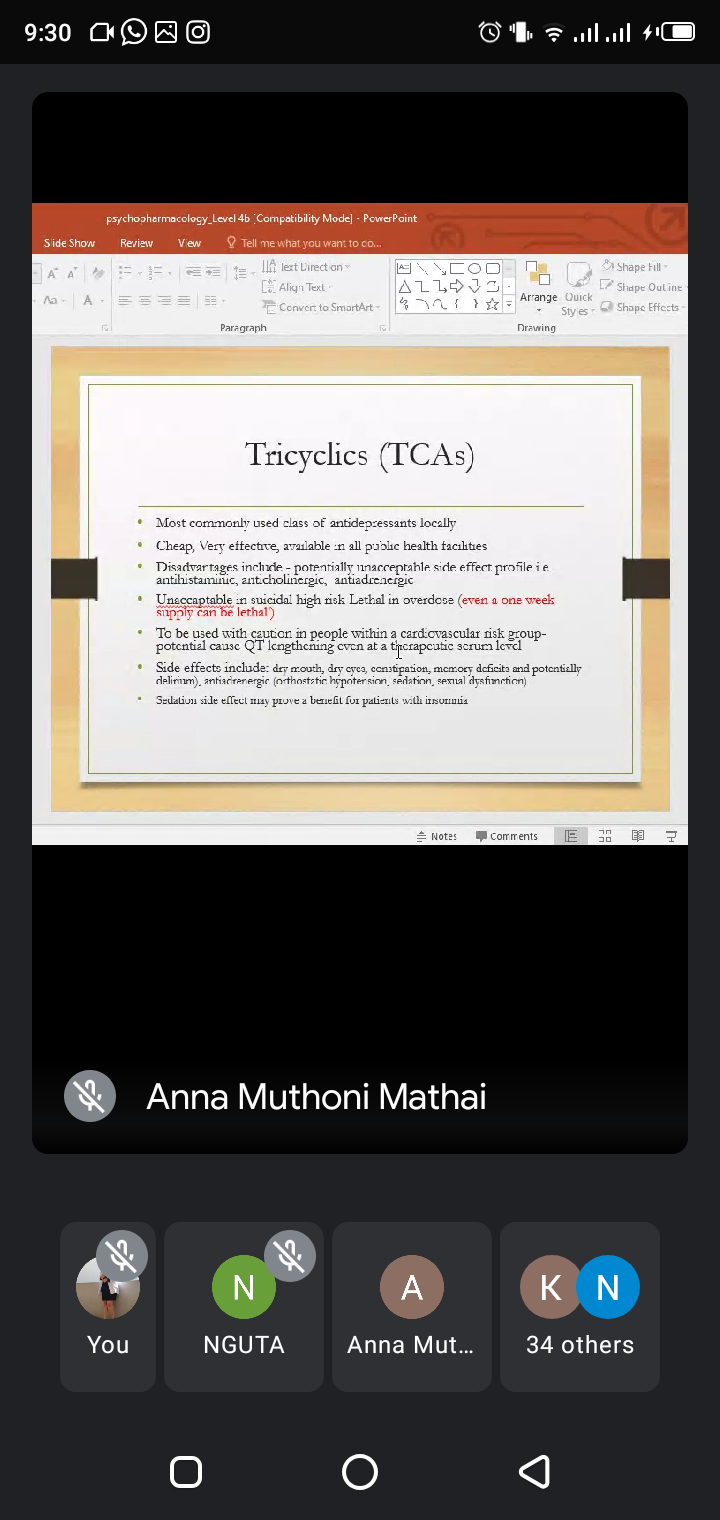 9:30
psychopharmacology_Level 4b [Compatibility Mode] - PowerPoint
Slide Show Review View Tell me what you want to do...
Text Direction
Align Text
Convert to SmartArt
Paragraph
Arrange
Quick
Styles
Shape Fill
Shape Outline
Shape Effects
Drawing
Tricyclics (TCAs)
• Most commonly used class of antidepressants locally
• Cheap, Very effective, available in all public health facilities
• Disadvantages include - potentially unacceptable side effect profile i.e
antihistaminic, anticholinergic, antiadrenergic
• Unaccaptable in suicidal high risk Lethal in overdose (even a one week
supply can be lethal!)
• To be used with caution in people within a cardiovascular risk group-
potential cause QT lengthening even at a therapeutic serum level
• Side effects include: dry mouth, dry eyes, constipation, memory deficits and potentially
delirium), antiadrenergic (orthostatic hypotension, sedation, sexual dysfunction)
• Sedation side effect may prove a benefit for patients with insomnia
Notes Comments
Anna Muthoni Mathai
N A K N
You NGUTA Anna Mut... 34 others